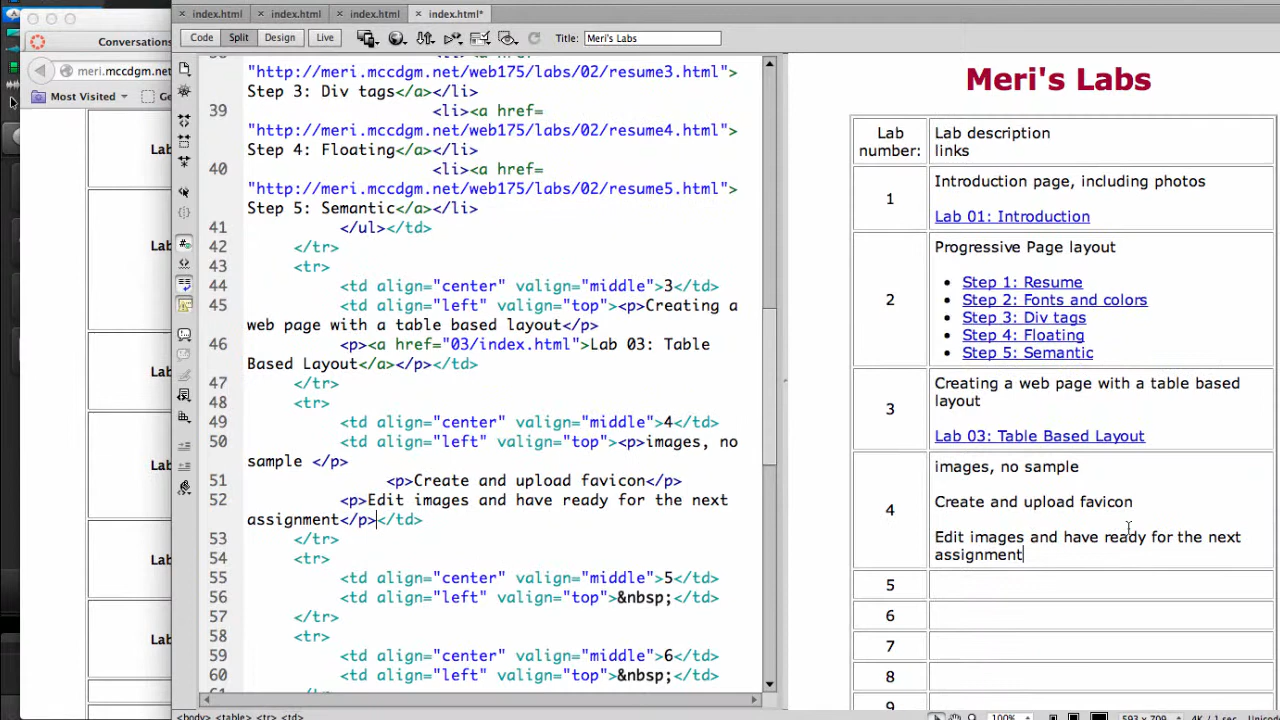 index.html
index.html
index.html
index.html*
Conversations
Code
Split
Design
Live
Title:
Meri's Labs
meri.mccdgm.net
Most Visited
"http://meri.mccdgm.net/web175/labs/02/resume3.html">
Step 3: Div tags</a></li>
39 <li><a href=
"http://meri.mccdgm.net/web175/labs/02/resume4.html">
Step 4: Floating</a></li>
40 <li><a href=
"http://meri.mccdgm.net/web175/labs/02/resume5.html">
Step 5: Semantic</a></li>
41 </ul></td>
42 </tr>
43 <tr>
44 <td align="center" valign="middle">3</td>
45 <td align="left" valign="top"><p>Creating a
web page with a table based layout</p>
46 <p><a href="03/index.html">Lab 03: Table
Based Layout</a></p></td>
47 </tr>
48 <tr>
49 <td align="center" valign="middle">4</td>
50 <td align="left" valign="top"><p>images, no
sample </p>
51 <p>Create and upload favicon</p>
52 <p>Edit images and have ready for the next
assignment</p></td>
53 </tr>
54 <tr>
55 <td align="center" valign="middle">5</td>
56 <td align="left" valign="top">&nbsp;</td>
57 </tr>
58 <tr>
59 <td align="center" valign="middle">6</td>
60 <td align="left" valign="top">&nbsp;</td>
Meri's Labs
Lab
number:
Lab description
links
1
Introduction page, including photos
Lab 01: Introduction
2
Progressive Page layout
Step 1: Resume
Step 2: Fonts and colors
Step 3: Div tags
Step 4: Floating
Step 5: Semantic
3
Creating a web page with a table based
layout
Lab 03: Table Based Layout
4
images, no sample
Create and upload favicon
Edit images and have ready for the next
assignment
5
6
7
8
9
Lab
Lab
Lab
Lab
Lab
Lab
<body> <table> <tr> <td>
100%
593 x 709
4K / 1 sec